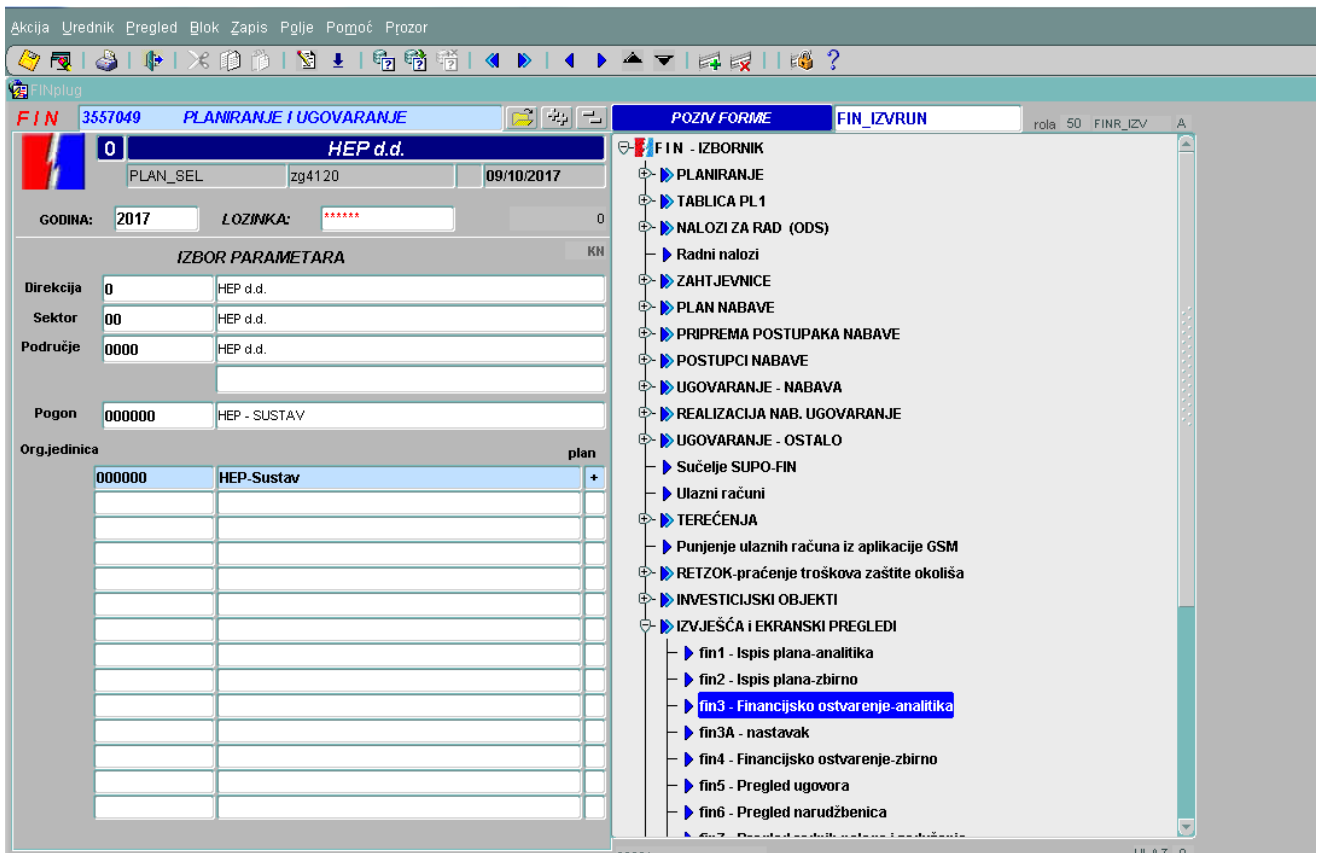 Akcija Urednik Pregled Blok Zapis Polje Pomoć Prozor
FINplug
FIN 3557049 PLANIRANJE I UGOVARANJE
POZIV FORME FIN_IZVRUN rola 50 FINR_IZV A
0 HEP d.d.
PLAN_SEL zg4120 09/10/2017
GODINA: 2017 LOZINKA: ****** 0
IZBOR PARAMETARA KN
Direkcija 0 HEP d.d.
Sektor 00 HEP d.d.
Područje 0000 HEP d.d.
Pogon 000000 HEP - SUSTAV
Org.jedinica plan
000000 HEP-Sustav +
FIN - IZBORNIK
PLANIRANJE
TABLICA PL1
NALOZI ZA RAD (ODS)
Radni nalozi
ZAHTJEVNICE
PLAN NABAVE
PRIPREMA POSTUPAKA NABAVE
POSTUPCI NABAVE
UGOVARANJE - NABAVA
REALIZACIJA NAB. UGOVARANJE
UGOVARANJE - OSTALO
Sučelje SUPO-FIN
Ulazni računi
TEREĆENJA
Punjenje ulaznih računa iz aplikacije GSM
RETZOK-praćenje troškova zaštite okoliša
INVESTICIJSKI OBJEKTI
IZVJEŠĆA i EKRANSKI PREGLEDI
fin1 - Ispis plana-analitika
fin2 - Ispis plana-zbirno
fin3 - Financijsko ostvarenje-analitika
fin3A - nastavak
fin4 - Financijsko ostvarenje-zbirno
fin5 - Pregled ugovora
fin6 - Pregled narudžbenica